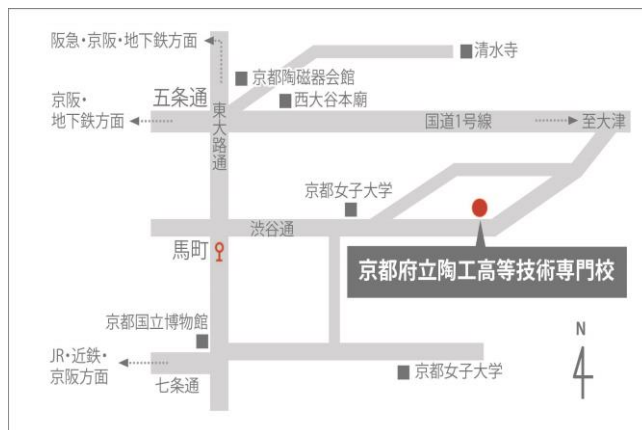 阪急・京阪・地下鉄方面
清水寺
京都陶磁器会館
京阪・
地下鉄方面
五条通
西大谷本廟
東大路通
国道1号線
至大津
京都女子大学
渋谷通
馬町
京都府立陶工高等技術専門校
京都国立博物館
N
JR・近鉄・
京阪方面
七条通
京都女子大学